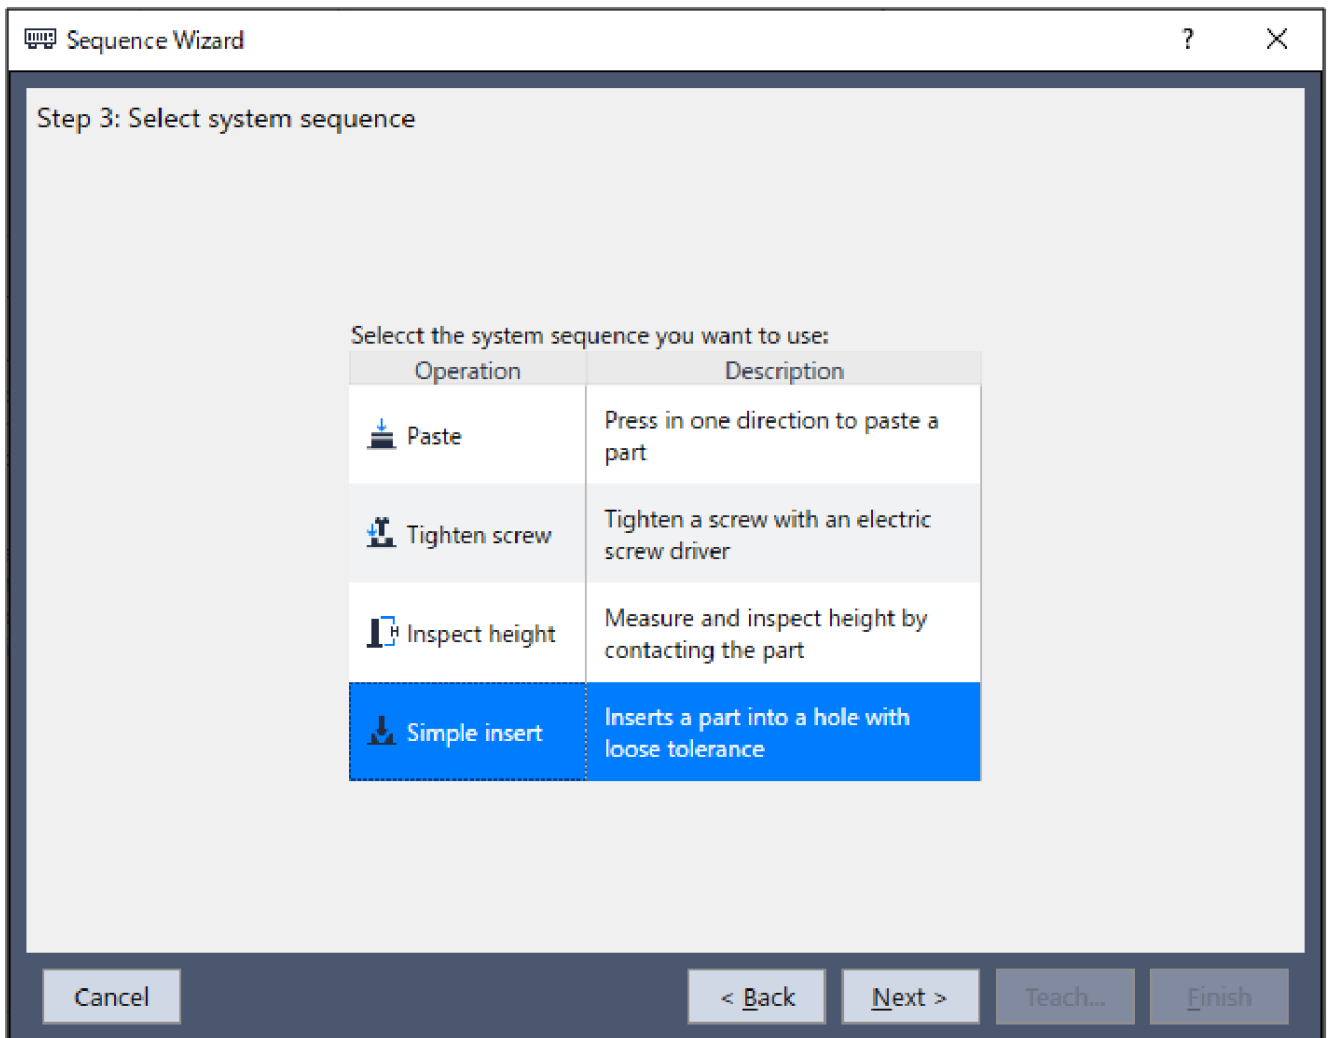 Sequence Wizard ?
Step 3: Select system sequence
Selecct the system sequence you want to use:
Operation Description
Paste
Press in one direction to paste a
part
Tighten screw
Tighten a screw with an electric
screw driver
H
Inspect height
Measure and inspect height by
contacting the part
Simple insert
Inserts a part into a hole with
loose tolerance
Cancel < Back Next > Teach... Finish